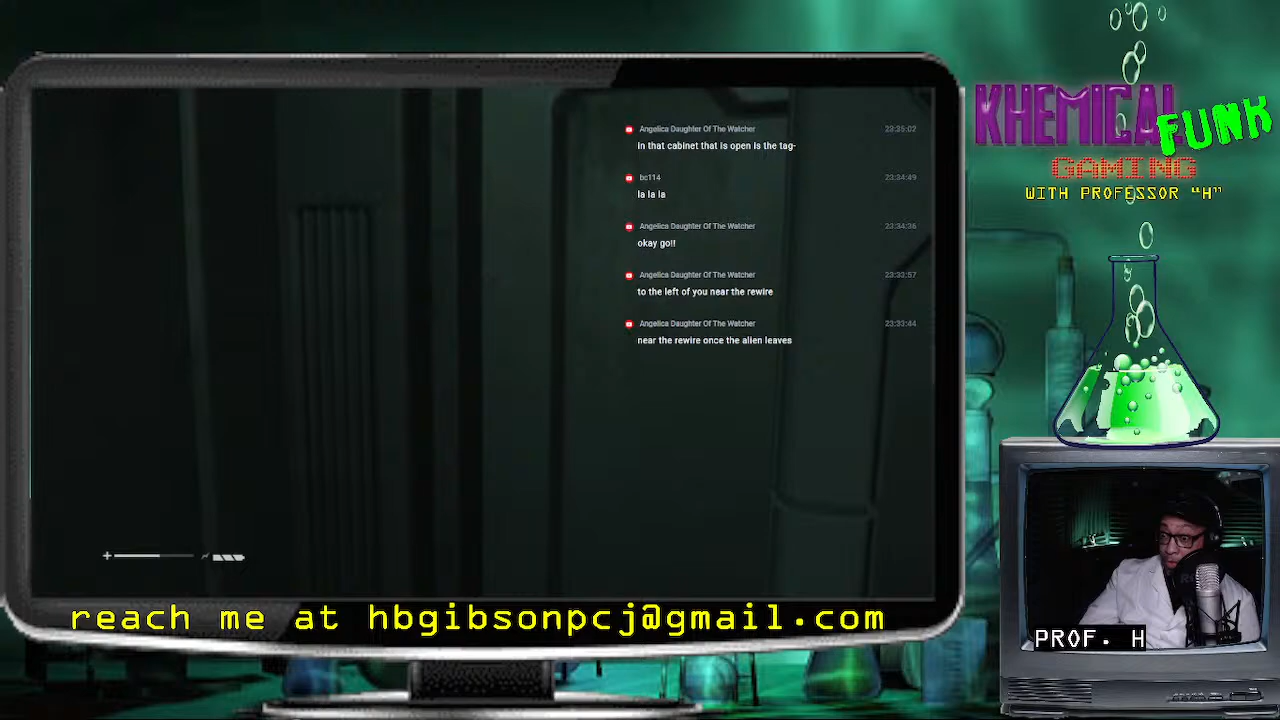 Angelica Daughter Of The Watcher 23:35:02
In that cabinet that is open is the tag-
bc114 23:34:49
la la la
Angelica Daughter Of The Watcher 23:34:36
okay go!!
Angelica Daughter Of The Watcher 23:33:57
to the left of you near the rewire
Angelica Daughter Of The Watcher 23:33:44
near the rewire once the alien leaves
reach me at hbgibsonpcj@gmail.com
KHEMICAL
FUNK
GAMING
WITH PROFESSOR "H"
PROF. H